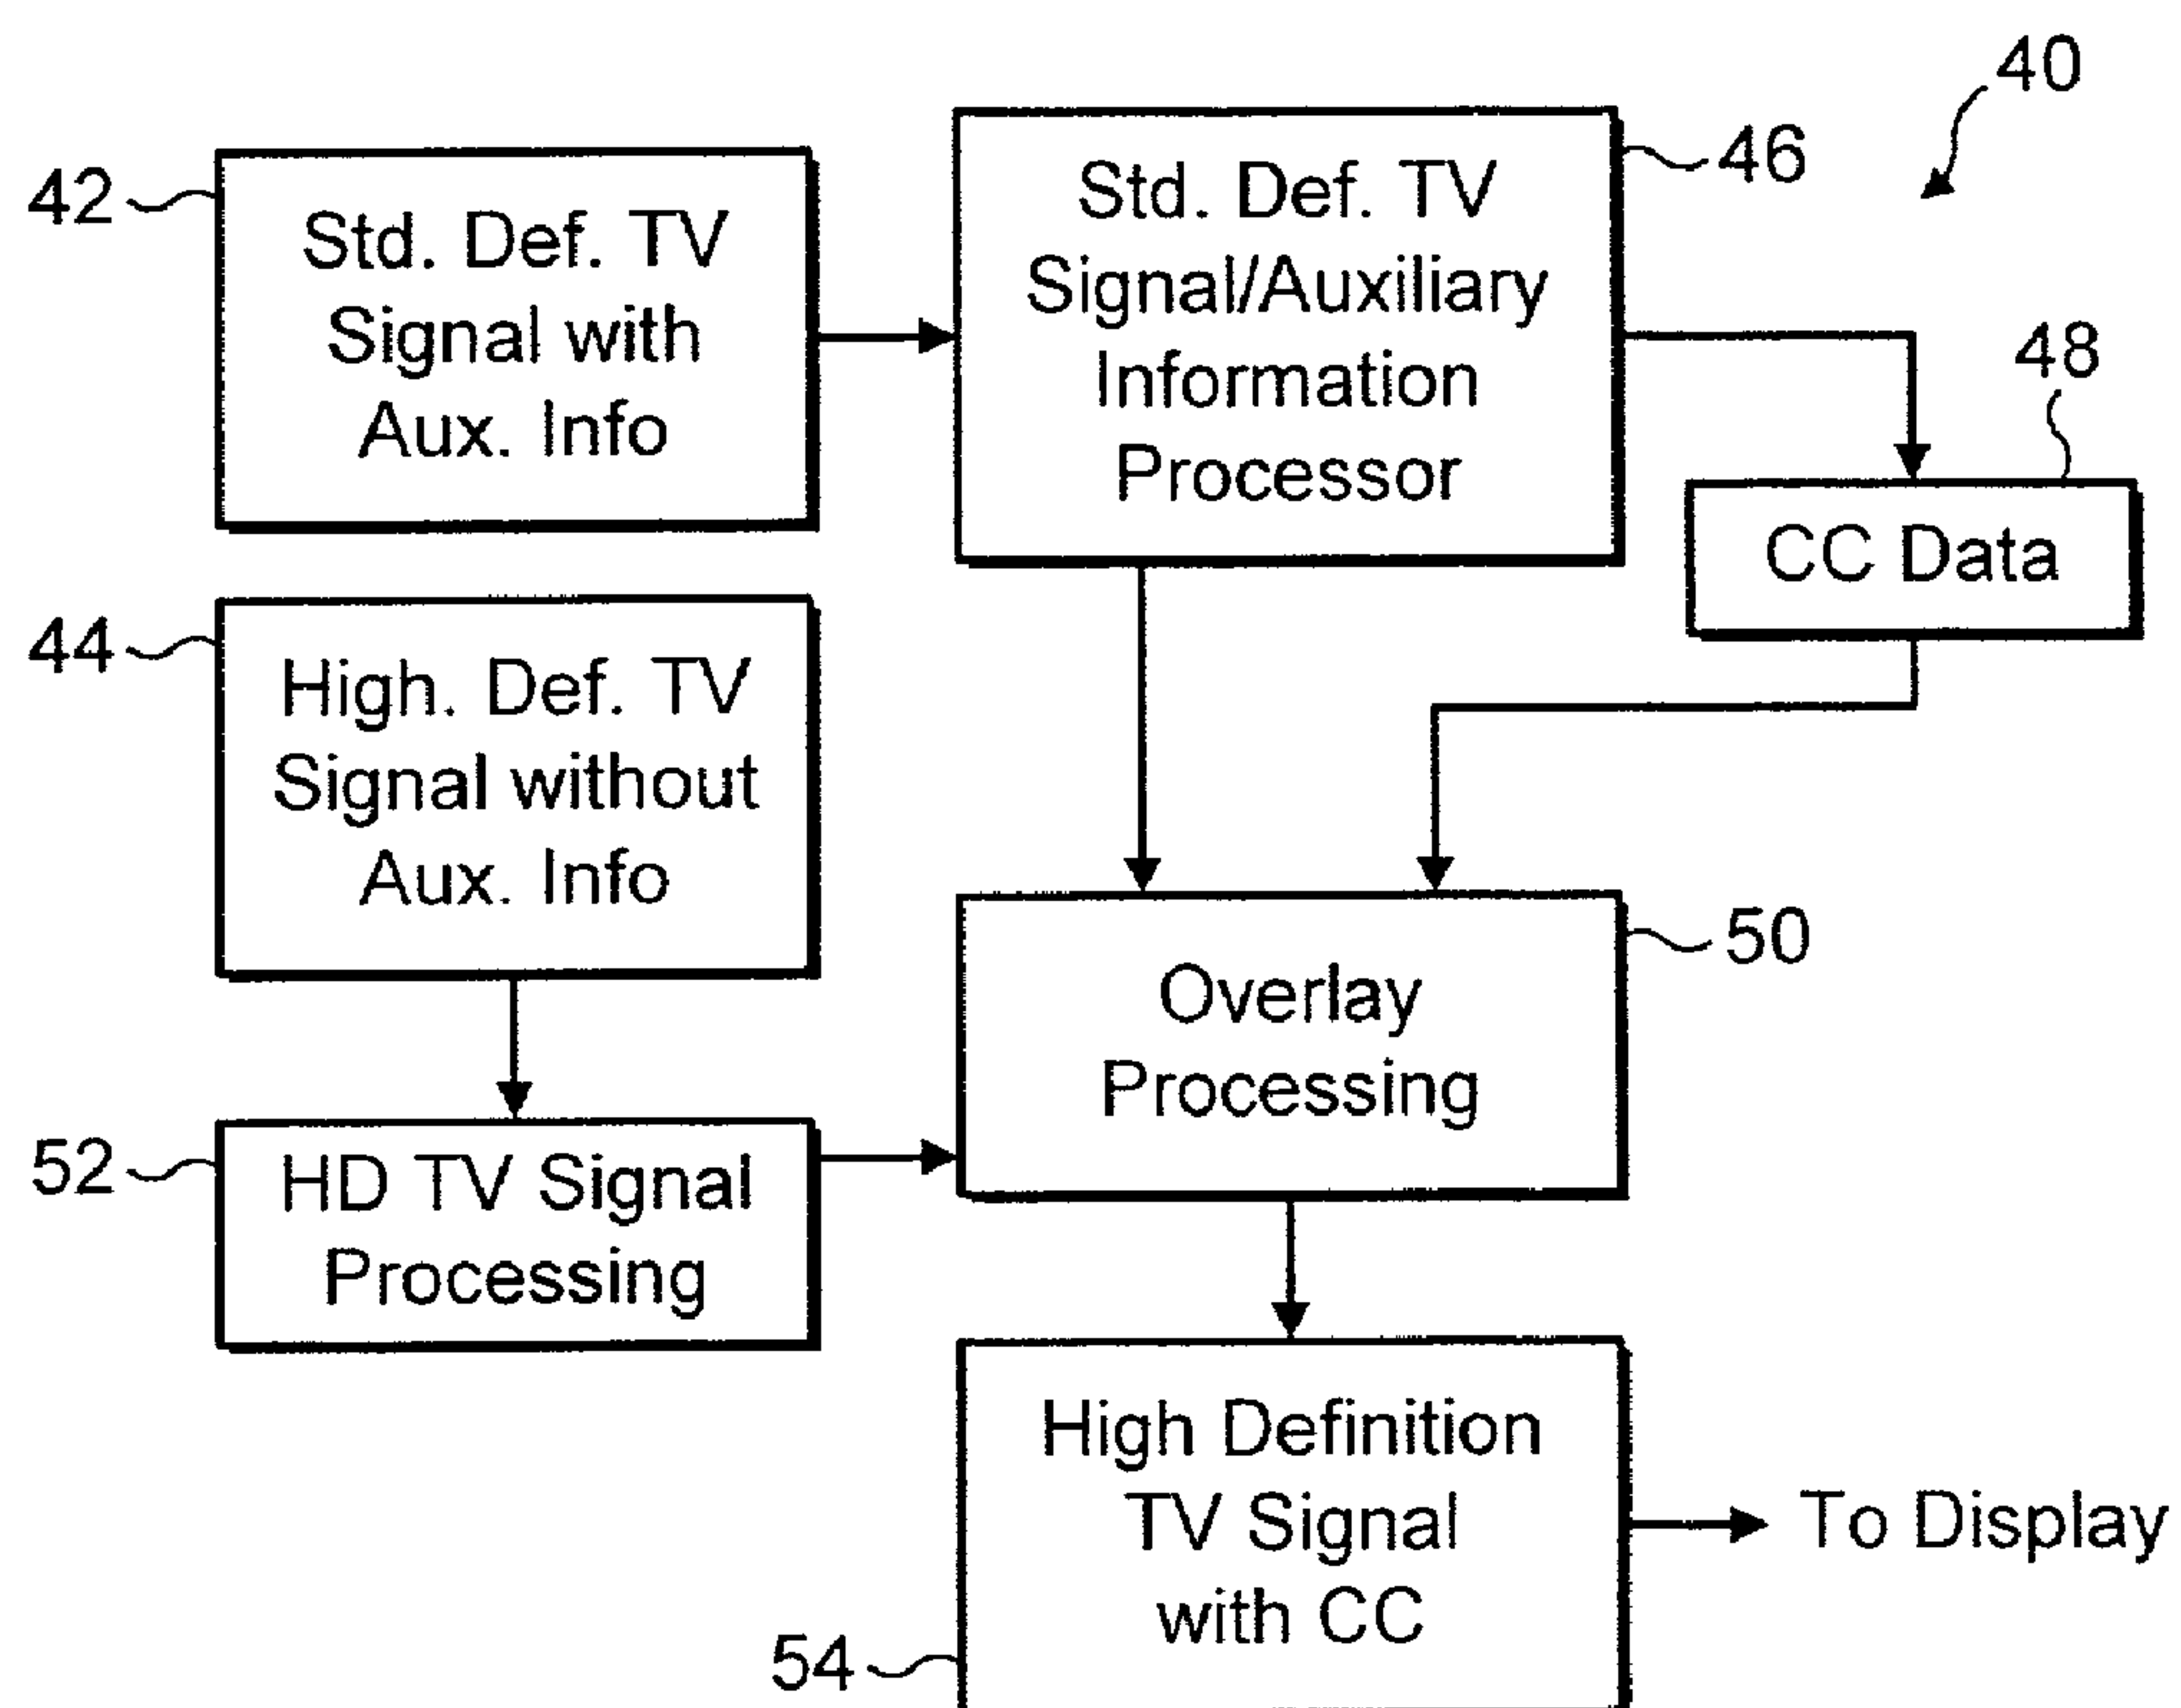 40
42
Std. Def. TV
Signal with
Aux. Info
46
Std. Def. TV
Signal/Auxiliary
Information
Processor
48
CC Data
44
High. Def. TV
Signal without
Aux. Info
50
Overlay
Processing
52
HD TV Signal
Processing
54
High Definition
TV Signal
with CC
To Display